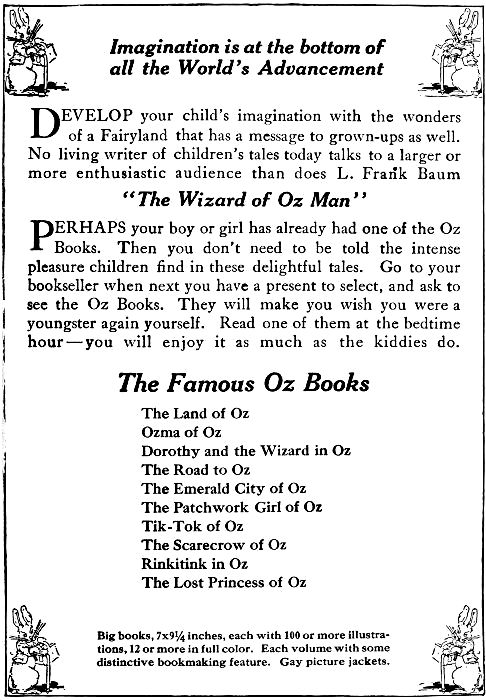 Imagination is at the bottom of
all the World's Advancement
DEVELOP your child's imagination with the wonders
of a Fairyland that has a message to grown-ups as well.
No living writer of children's tales today talks to a larger or
more enthusiastic audience than does L. Frank Baum
"The Wizard of Oz Man"
PERHAPS your boy or girl has already had one of the Oz
Books. Then you don't need to be told the intense
pleasure children find in these delightful tales. Go to your
bookseller when next you have a present to select, and ask to
see the Oz Books. They will make you wish you were a
youngster again yourself. Read one of them at the bedtime
hour—you will enjoy it as much as the kiddies do.
The Famous Oz Books
The Land of Oz
Ozma of Oz
Dorothy and the Wizard in Oz
The Road to Oz
The Emerald City of Oz
The Patchwork Girl of Oz
Tik-Tok of Oz
The Scarecrow of Oz
Rinkitink in Oz
The Lost Princess of Oz
Big books, 7x9¼ inches, each with 100 or more illustra-
tions, 12 or more in full color. Each volume with some
distinctive bookmaking feature. Gay picture jackets.